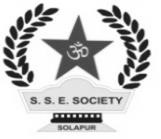 ॐ
S. S. E. SOCIETY
SOLAPUR